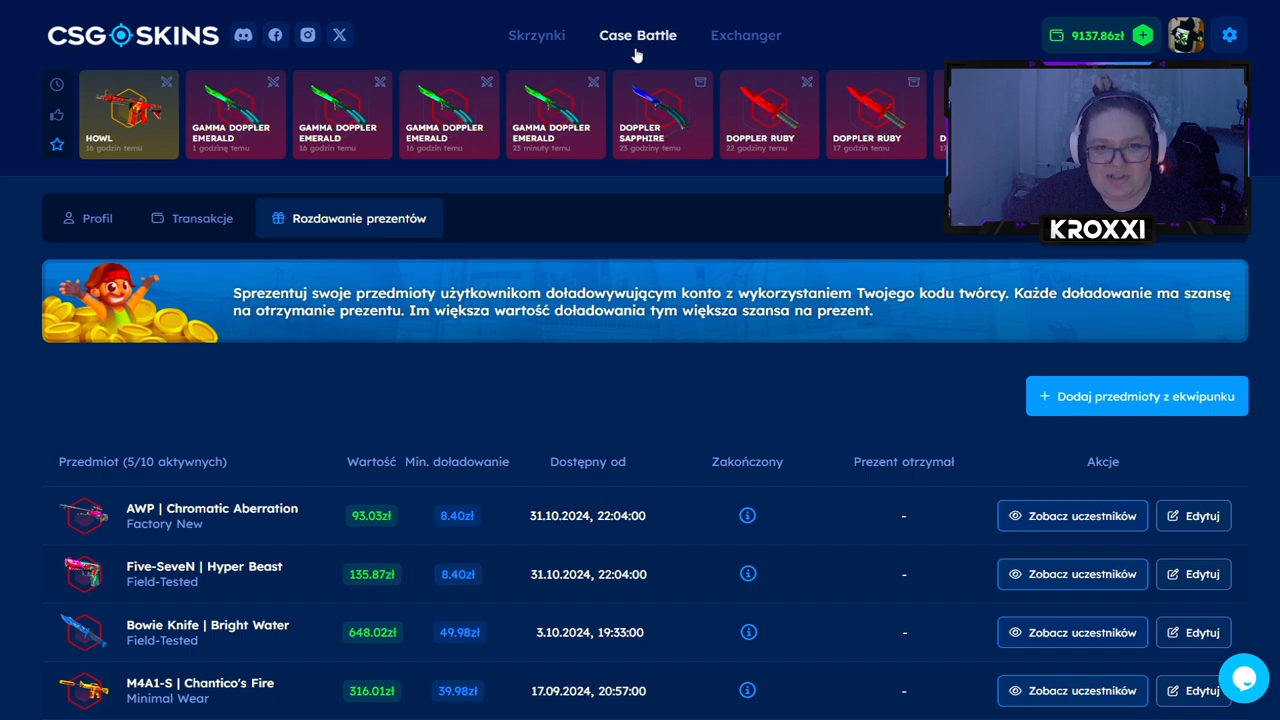 CSG SKINS
Skrzynki
Case Battle
Exchanger
9137.86zł
HOWL
16 godzin temu
GAMMA DOPPLER
EMERALD
1 godzinę temu
GAMMA DOPPLER
EMERALD
16 godzin temu
GAMMA DOPPLER
EMERALD
16 godzin temu
GAMMA DOPPLER
EMERALD
23 minuty temu
DOPPLER
SAPPHIRE
23 godziny temu
DOPPLER RUBY
22 godziny temu
DOPPLER RUBY
17 godzin temu
KROXXI
Profil
Transakcje
Rozdawanie prezentów
Sprezentuj swoje przedmioty użytkownikom doładowywującym konto z wykorzystaniem Twojego kodu twórcy. Każde doładowanie ma szansę
na otrzymanie prezentu. Im większa wartość doładowania tym większa szansa na prezent.
+ Dodaj przedmioty z ekwipunku
Przedmiot (5/10 aktywnych) Wartość Min. doładowanie Dostępny od Zakończony Prezent otrzymał Akcje
AWP | Chromatic Aberration
Factory New
93.03zł 8.40zł 31.10.2024, 22:04:00 - Zobacz uczestników Edytuj
Five-SeveN | Hyper Beast
Field-Tested
135.87zł 8.40zł 31.10.2024, 22:04:00 - Zobacz uczestników Edytuj
Bowie Knife | Bright Water
Field-Tested
648.02zł 49.98zł 3.10.2024, 19:33:00 - Zobacz uczestników Edytuj
M4A1-S | Chantico's Fire
Minimal Wear
316.01zł 39.98zł 17.09.2024, 20:57:00 - Zobacz uczestników Edytuj